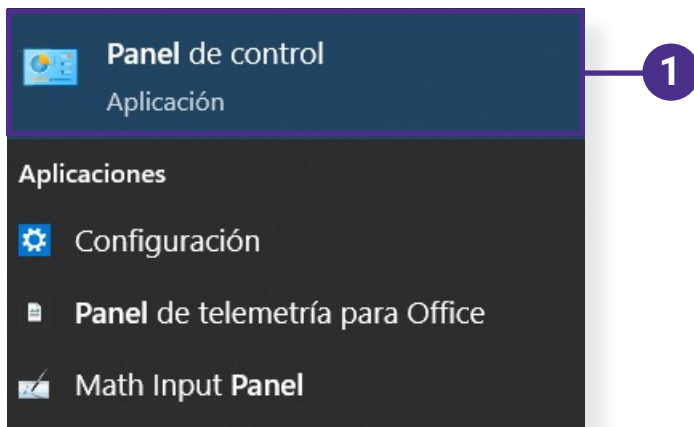 Panel de control
1
Aplicación
Aplicaciones
Configuración
Panel de telemetría para Office
Math Input Panel